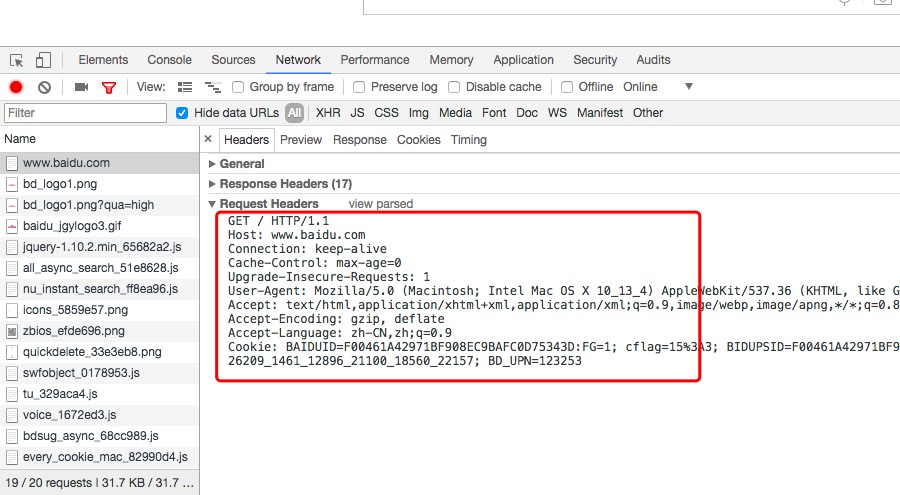 Elements Console Sources Network Performance Memory Application Security Audits
View: Group by frame Preserve log Disable cache Offline Online
Filter Hide data URLs All XHR JS CSS Img Media Font Doc WS Manifest Other
Name
www.baidu.com
bd_logo1.png
bd_logo1.png?qua=high
baidu_jgylogo3.gif
jquery-1.10.2.min_65682a2.js
all_async_search_51e8628.js
nu_instant_search_ff8ea96.js
icons_5859e57.png
zbios_efde696.png
quickdelete_33e3eb8.png
swfobject_0178953.js
tu_329aca4.js
voice_1672ed3.js
bdsug_async_68cc989.js
every_cookie_mac_82990d4.js
19 / 20 requests | 31.7 KB / 31.7 ...
× Headers Preview Response Cookies Timing
General
Response Headers (17)
Request Headers view parsed
GET / HTTP/1.1
Host: www.baidu.com
Connection: keep-alive
Cache-Control: max-age=0
Upgrade-Insecure-Requests: 1
User-Agent: Mozilla/5.0 (Macintosh; Intel Mac OS X 10_13_4) AppleWebKit/537.36 (KHTML, like G
Accept: text/html,application/xhtml+xml,application/xml;q=0.9,image/webp,image/apng,*/*;q=0.8
Accept-Encoding: gzip, deflate
Accept-Language: zh-CN,zh;q=0.9
Cookie: BAIDUID=F00461A42971BF908EC9BAFC0D75343D:FG=1; cflag=15%3A3; BIDUPSID=F00461A42971BF9
26209_1461_12896_21100_18560_22157; BD_UPN=123253